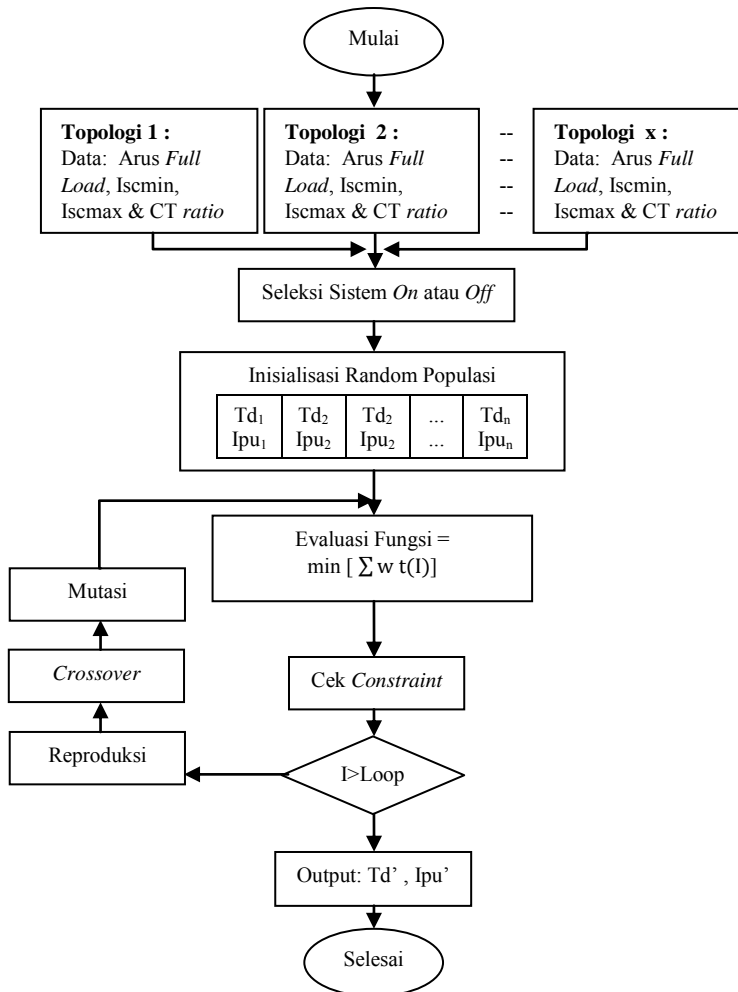 Mulai
Topologi 1 :
Data: Arus Full
Load, Iscmin,
Iscmax & CT ratio
Topologi 2 :
Data: Arus Full
Load, Iscmin,
Iscmax & CT ratio
--
--
--
--
Topologi x :
Data: Arus Full
Load, Iscmin,
Iscmax & CT ratio
Seleksi Sistem On atau Off
Inisialisasi Random Populasi
Td₁ Td₂ Td₂ ... Tdₙ
Ipu₁ Ipu₂ Ipu₂ ... Ipuₙ
Evaluasi Fungsi =
min [ ∑ w t(I)]
Mutasi
Crossover
Cek Constraint
Reproduksi
I>Loop
Output: Td’ , Ipu’
Selesai